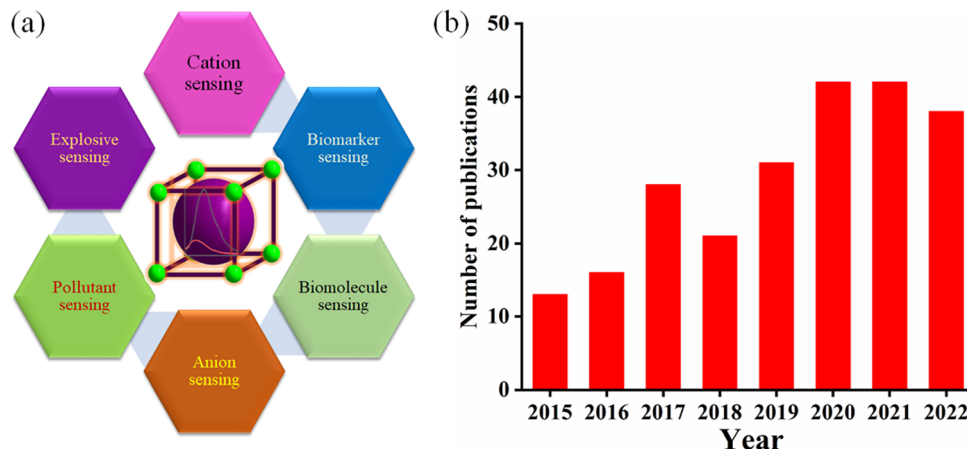 (a)
Cation
sensing
Explosive
sensing
Biomarker
sensing
Pollutant
sensing
Biomolecule
sensing
Anion
sensing
(b)
Number of publications
50
40
30
20
10
0
2015 2016 2017 2018 2019 2020 2021 2022
Year